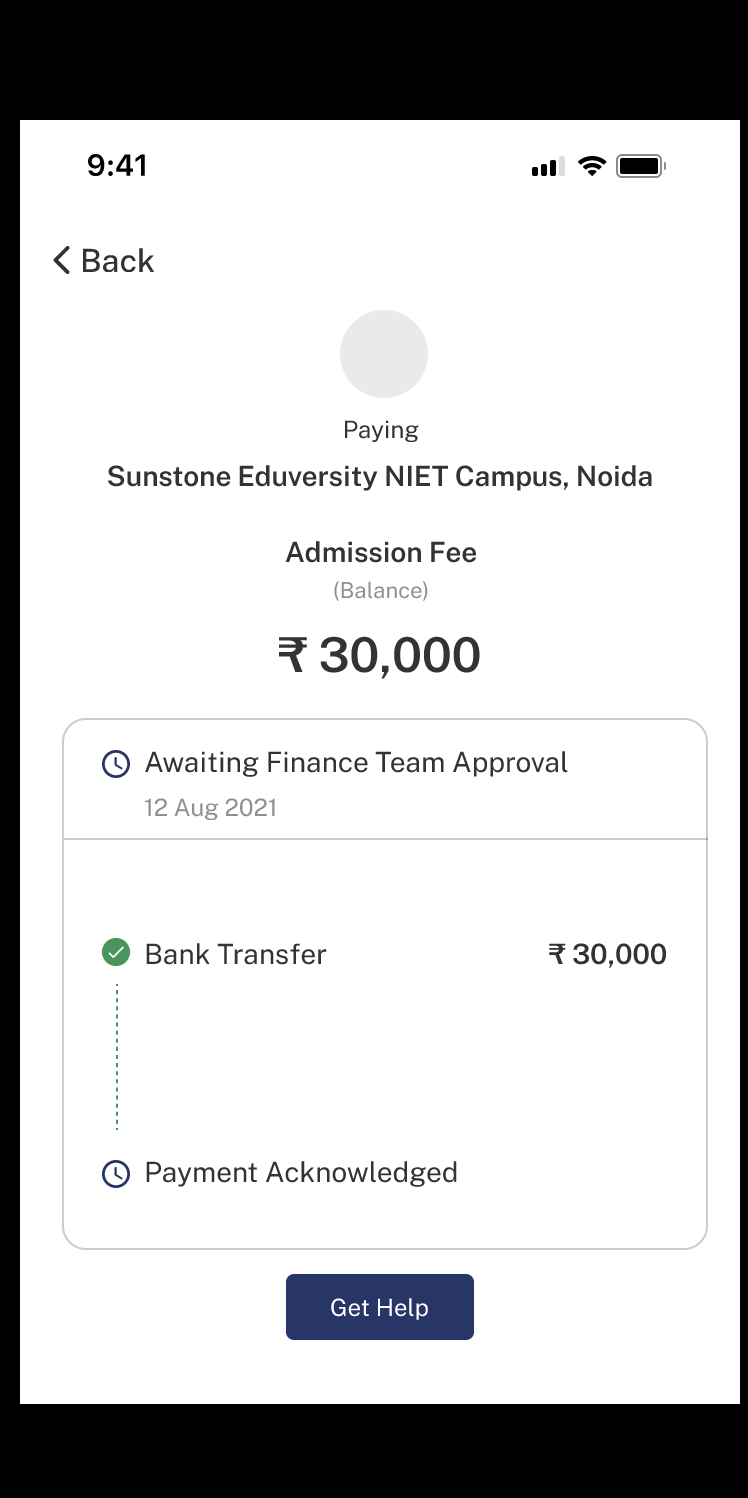 9:41
Back
Paying
Sunstone Eduversity NIET Campus, Noida
Admission Fee
(Balance)
₹ 30,000
Awaiting Finance Team Approval
12 Aug 2021
Bank Transfer ₹ 30,000
Payment Acknowledged
Get Help